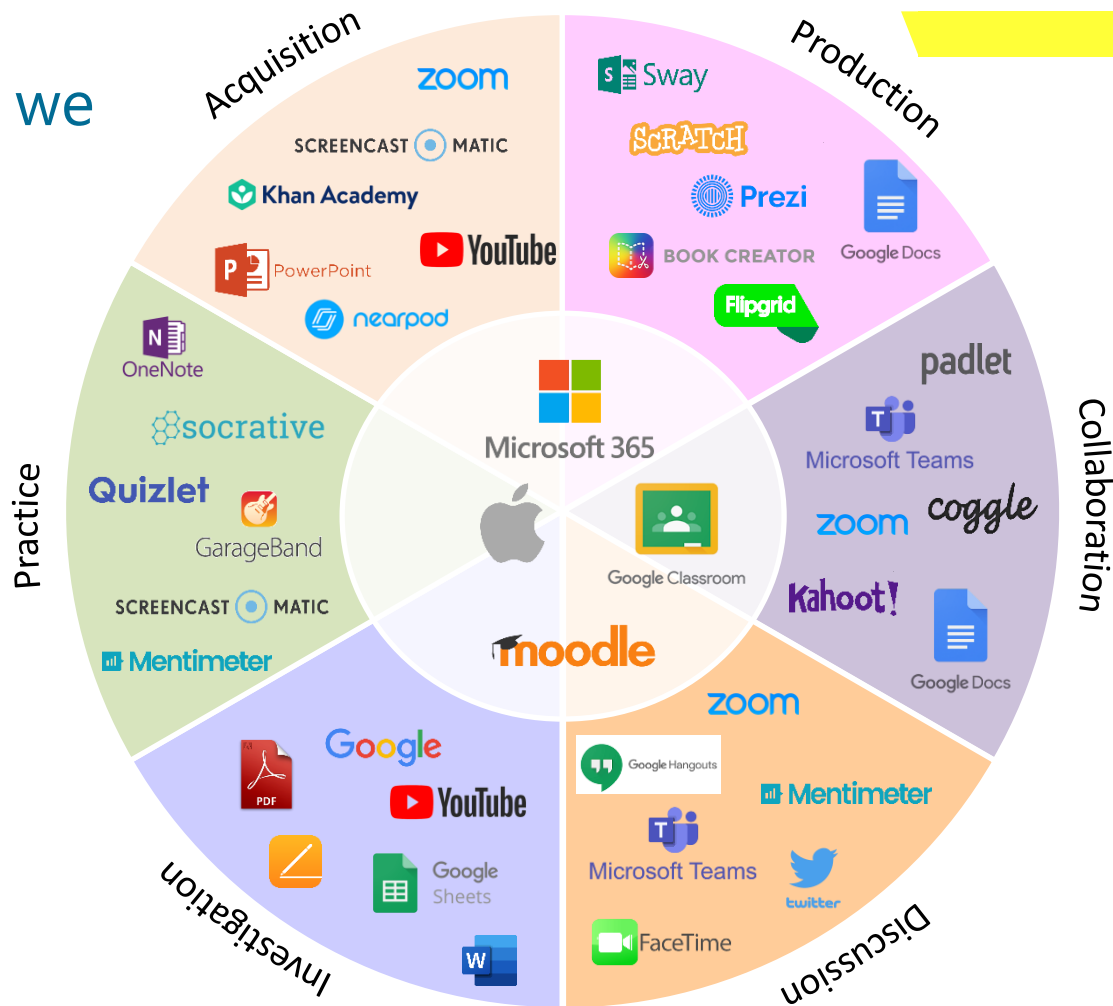 we
Acquisition
zoom
SCREENCAST O MATIC
Khan Academy
P PowerPoint
YouTube
nearpod
Production
S Sway
SCRATCH
Prezi
Google Docs
BOOK CREATOR
Flipgrid
Collaboration
padlet
T
Microsoft Teams
zoom
coggle
Kahoot!
Google Docs
Discussion
zoom
Google Hangouts
Mentimeter
T
Microsoft Teams
twitter
FaceTime
Investigation
Google
PDF
YouTube
Google
Sheets
W
Practice
N
OneNote
socrative
Quizlet
GarageBand
SCREENCAST O MATIC
Mentimeter
Microsoft 365
Google Classroom
moodle